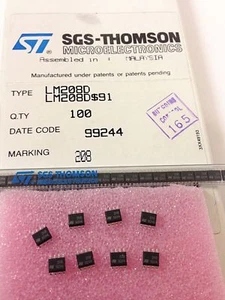 SGS-THOMSON
MICROELECTRONICS
Assembled in : MALAYSIA
Manufactured under patents or patents pending
TYPE LM208D
LM208D$91
Q.TY 100
DATE CODE 99244
MARKING 208
165